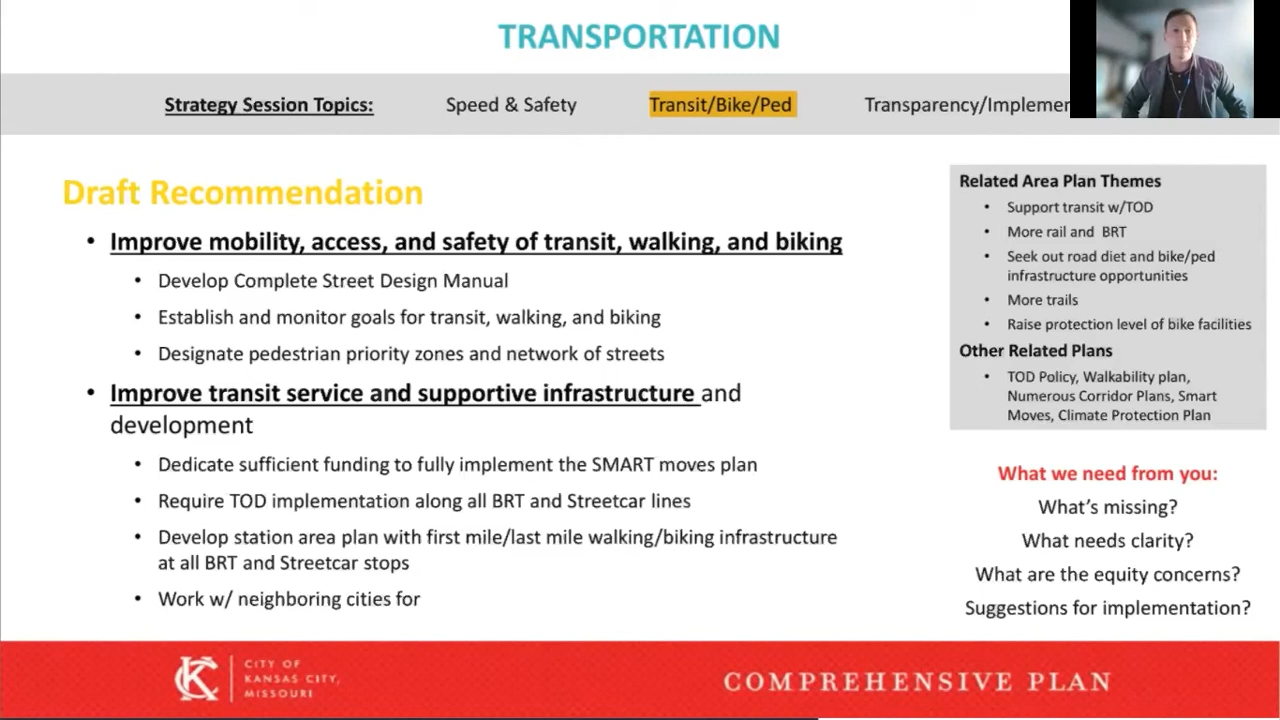 TRANSPORTATION
Strategy Session Topics: Speed & Safety Transit/Bike/Ped Transparency/Implemen
Draft Recommendation
• Improve mobility, access, and safety of transit, walking, and biking
• Develop Complete Street Design Manual
• Establish and monitor goals for transit, walking, and biking
• Designate pedestrian priority zones and network of streets
• Improve transit service and supportive infrastructure and
development
• Dedicate sufficient funding to fully implement the SMART moves plan
• Require TOD implementation along all BRT and Streetcar lines
• Develop station area plan with first mile/last mile walking/biking infrastructure
at all BRT and Streetcar stops
• Work w/ neighboring cities for
Related Area Plan Themes
• Support transit w/TOD
• More rail and BRT
• Seek out road diet and bike/ped
infrastructure opportunities
• More trails
• Raise protection level of bike facilities
Other Related Plans
• TOD Policy, Walkability plan,
Numerous Corridor Plans, Smart
Moves, Climate Protection Plan
What we need from you:
What's missing?
What needs clarity?
What are the equity concerns?
Suggestions for implementation?
KC
CITY OF
KANSAS CITY,
MISSOURI
COMPREHENSIVE PLAN